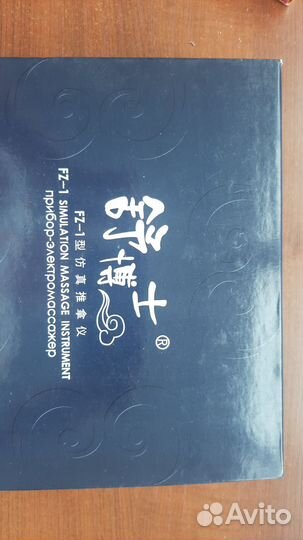 舒博士®
FZ-1型仿真推拿仪
FZ-1 SIMULATION MASSAGE INSTRUMENT
прибор-электромассажер
Avito